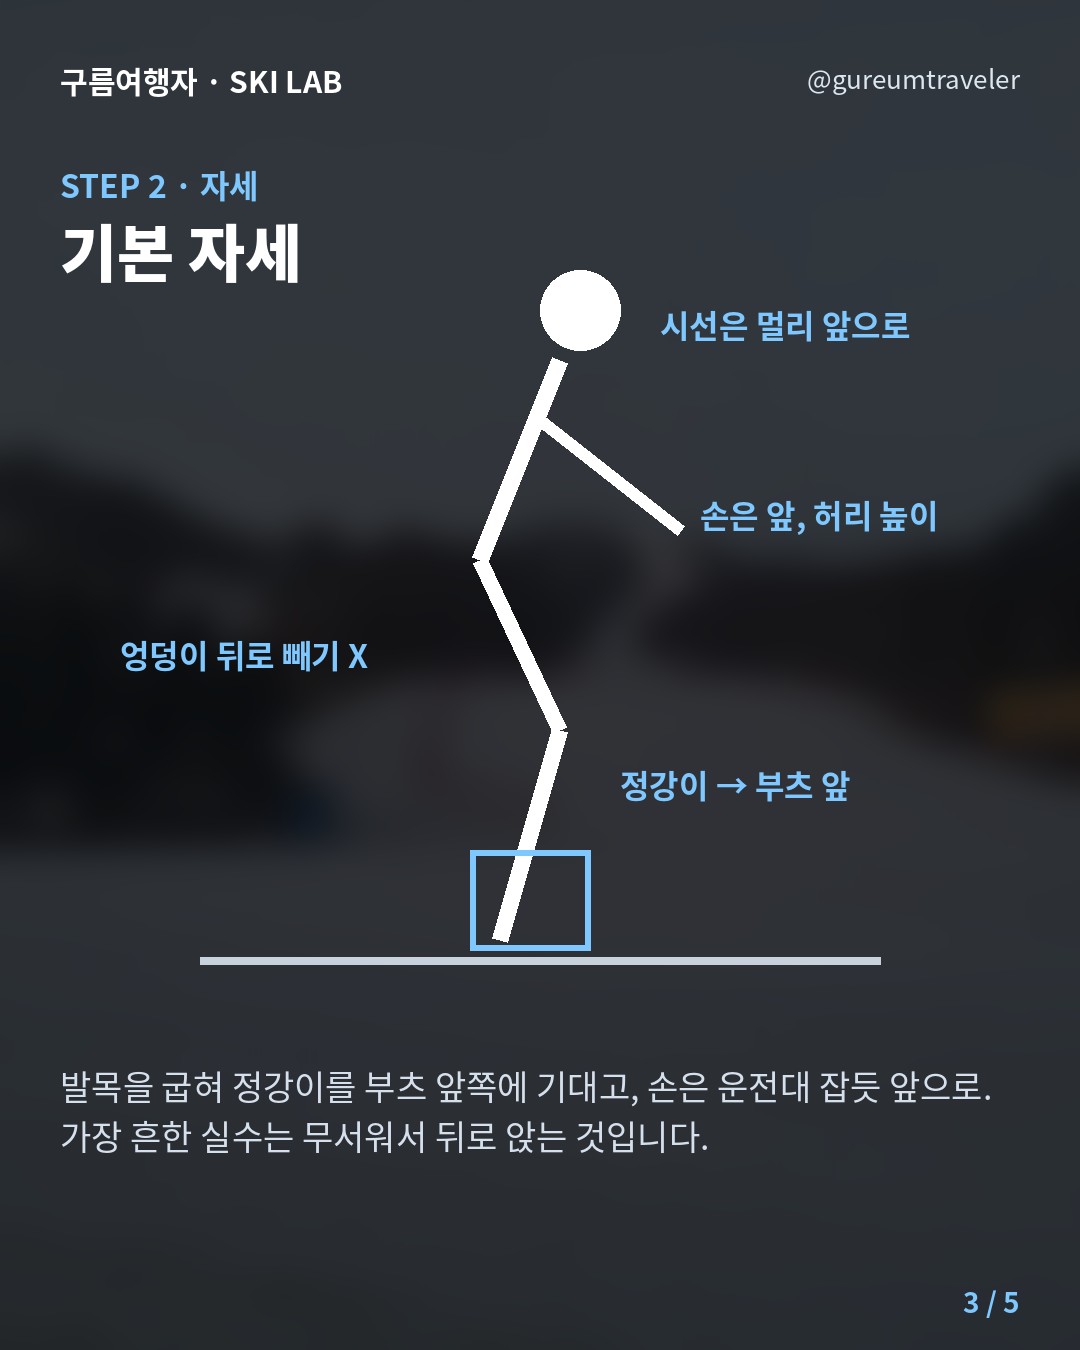 구름여행자 · SKI LAB
@gureumtraveler
STEP 2 · 자세
기본 자세
시선은 멀리 앞으로
손은 앞, 허리 높이
엉덩이 뒤로 빼기 X
정강이 → 부츠 앞
발목을 굽혀 정강이를 부츠 앞쪽에 기대고, 손은 운전대 잡듯 앞으로.
가장 흔한 실수는 무서워서 뒤로 앉는 것입니다.
3 / 5